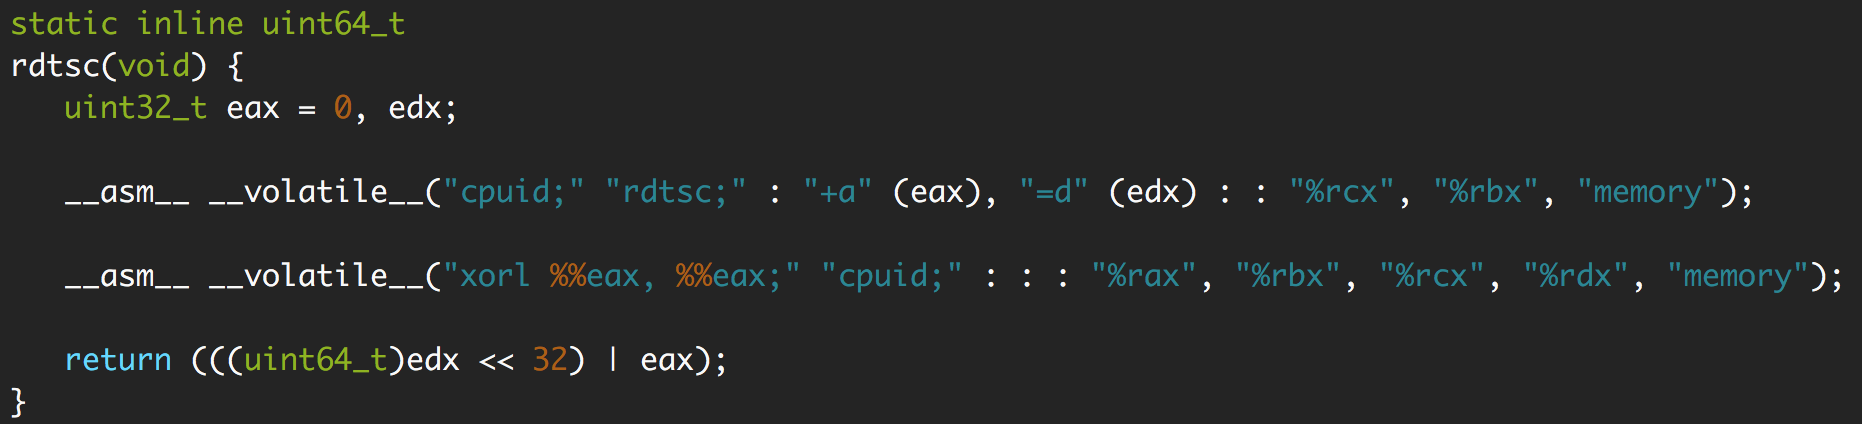 static inline uint64_t
rdtsc(void) {
   uint32_t eax = 0, edx;
   __asm__ __volatile__("cpuid;" "rdtsc;" : "+a" (eax), "=d" (edx) : : "%rcx", "%rbx", "memory");
   __asm__ __volatile__("xorl %%eax, %%eax;" "cpuid;" : : : "%rax", "%rbx", "%rcx", "%rdx", "memory");
   return (((uint64_t)edx << 32) | eax);
}